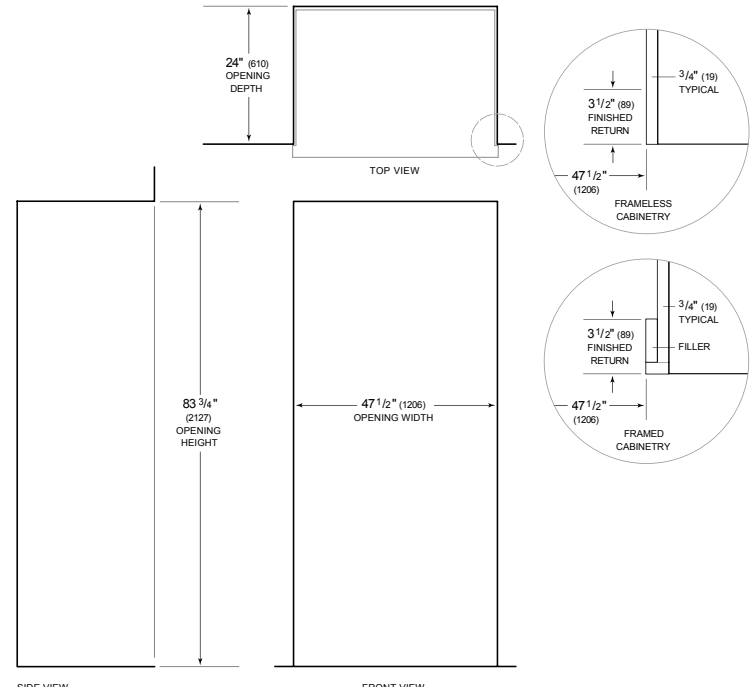 24" (610)
OPENING
DEPTH
TOP VIEW
3/4" (19)
TYPICAL
3 1/2" (89)
FINISHED
RETURN
47 1/2"
(1206)
FRAMELESS
CABINETRY
3/4" (19)
TYPICAL
3 1/2" (89)
FINISHED
RETURN
FILLER
47 1/2"
(1206)
FRAMED
CABINETRY
83 3/4"
(2127)
OPENING
HEIGHT
47 1/2" (1206)
OPENING WIDTH
SIDE VIEW
FRONT VIEW